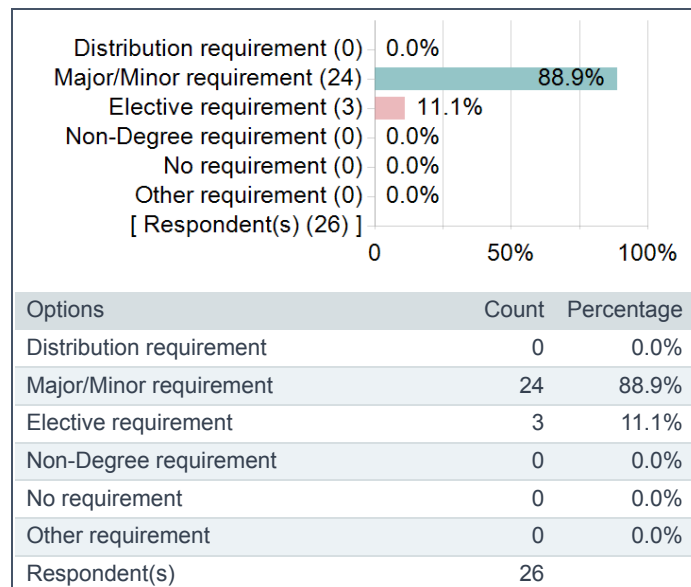 Distribution requirement (0) 0.0%
Major/Minor requirement (24) 88.9%
Elective requirement (3) 11.1%
Non-Degree requirement (0) 0.0%
No requirement (0) 0.0%
Other requirement (0) 0.0%
[ Respondent(s) (26) ]
0 50% 100%
Options Count Percentage
Distribution requirement 0 0.0%
Major/Minor requirement 24 88.9%
Elective requirement 3 11.1%
Non-Degree requirement 0 0.0%
No requirement 0 0.0%
Other requirement 0 0.0%
Respondent(s) 26